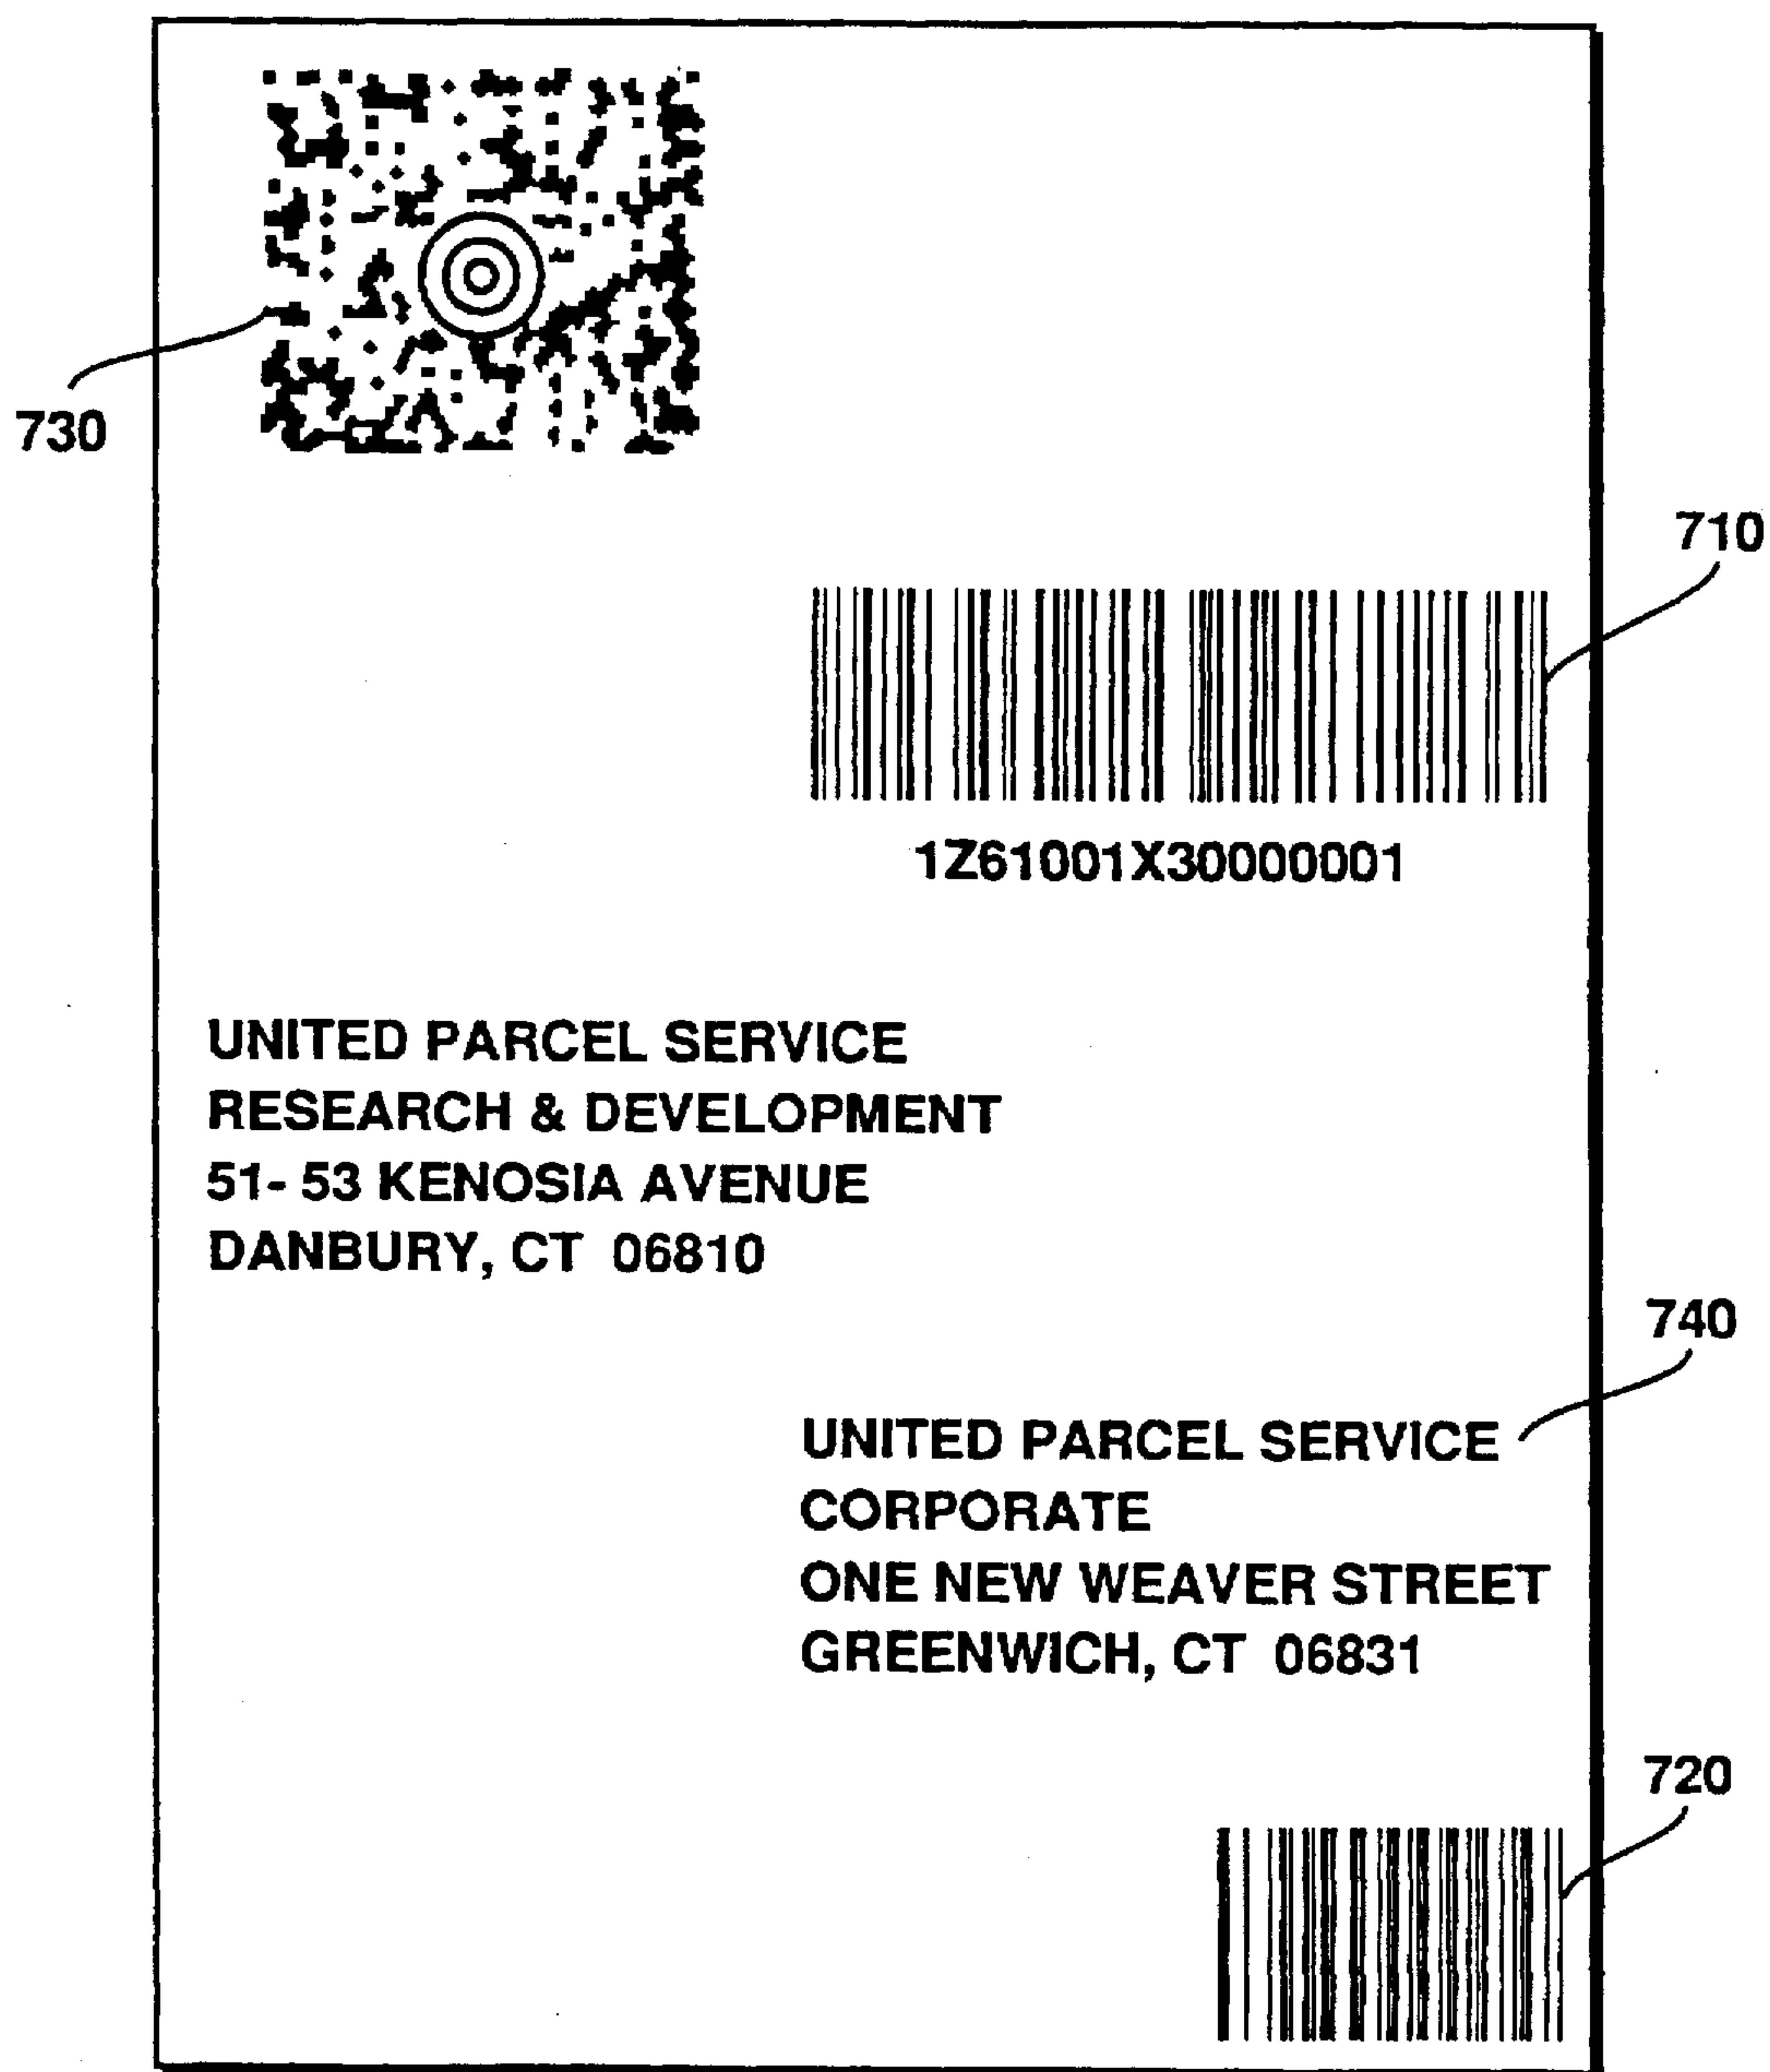 730
710
1Z61001X30000001
UNITED PARCEL SERVICE
RESEARCH & DEVELOPMENT
51- 53 KENOSIA AVENUE
DANBURY, CT 06810
740
UNITED PARCEL SERVICE
CORPORATE
ONE NEW WEAVER STREET
GREENWICH, CT 06831
720